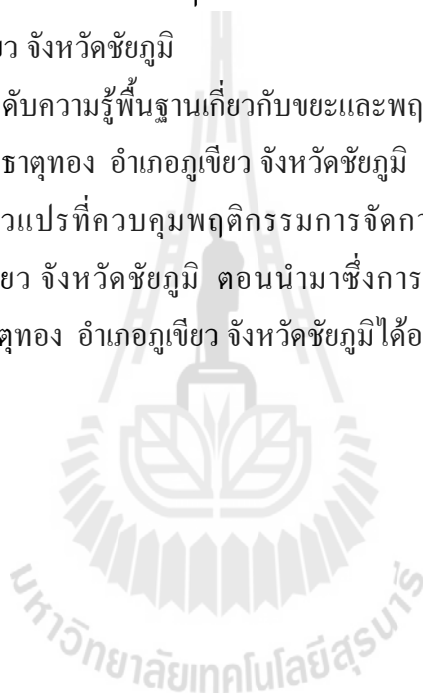 ยว จังหวัดชัยภูมิ
ดับความรู้พื้นฐานเกี่ยวกับขยะและพฤ
ธาตุทอง อำเภอภูเขียว จังหวัดชัยภูมิ
วแปรที่ควบคุมพฤติกรรมการจัดกา
ยว จังหวัดชัยภูมิ ตอนนำมาซึ่งการ
ตุทอง อำเภอภูเขียว จังหวัดชัยภูมิได้อ
มหาวิทยาลัยเทคโนโลยีสุรนารี